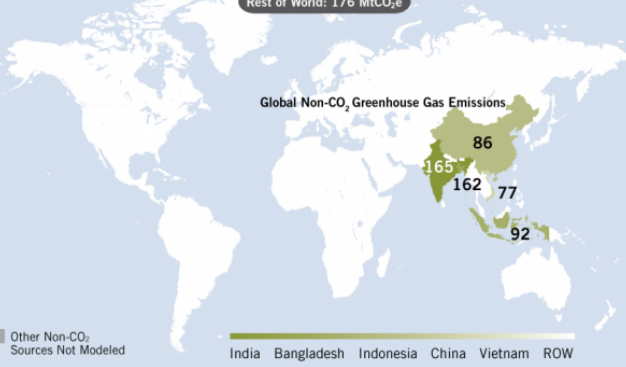 Rest of World: 176 MtCO₂e
Global Non-CO₂ Greenhouse Gas Emissions
86
165
162
77
92
Other Non-CO₂
Sources Not Modeled
India Bangladesh Indonesia China Vietnam ROW